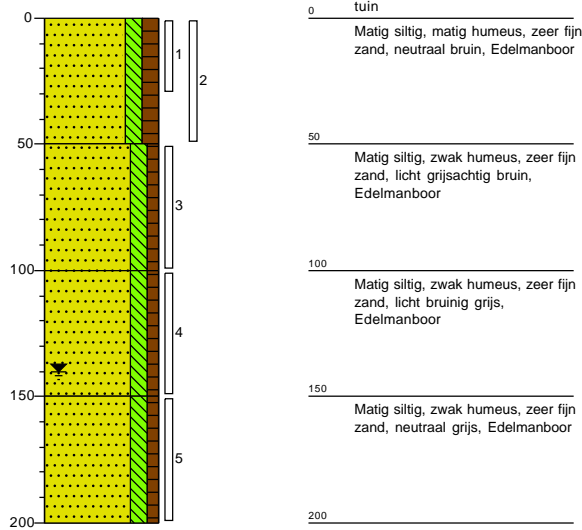 0
50
100
150
200
1
2
3
4
5
0
tuin
Matig siltig, matig humeus, zeer fijn
zand, neutraal bruin, Edelmanboor
50
Matig siltig, zwak humeus, zeer fijn
zand, licht grijsachtig bruin,
Edelmanboor
100
Matig siltig, zwak humeus, zeer fijn
zand, licht bruinig grijs,
Edelmanboor
150
Matig siltig, zwak humeus, zeer fijn
zand, neutraal grijs, Edelmanboor
200